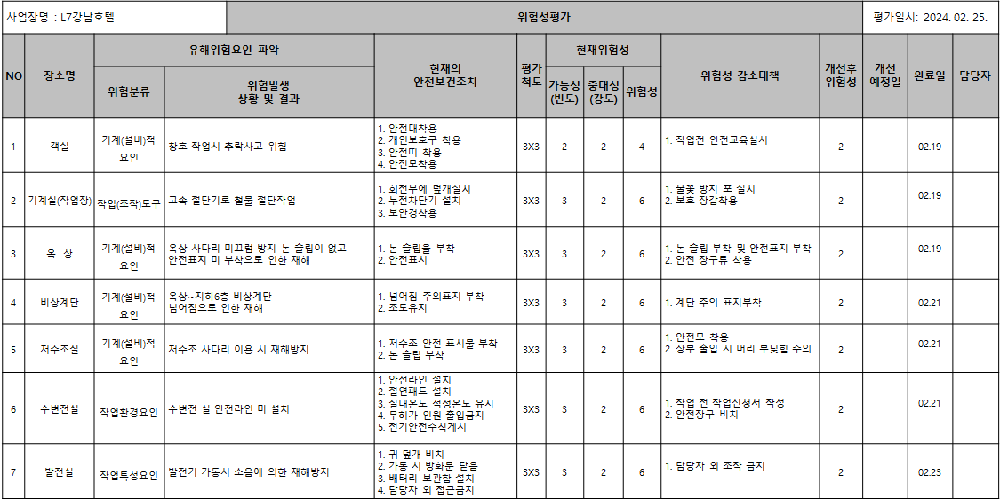 사업장명 : L7강남호텔
위험성평가
평가일시: 2024. 02. 25.
NO
장소명
유해위험요인 파악
위험분류
위험발생
상황 및 결과
현재의
안전보건조치
평가
척도
현재위험성
가능성
(빈도)
중대성
(강도)
위험성
위험성 감소대책
개선후
위험성
개선
예정일
완료일
담당자
1
객실
기계(설비)적
요인
창호 작업시 추락사고 위험
1. 안전대착용
2. 개인보호구 착용
3. 안전띠 착용
4. 안전모착용
3X3
2
2
4
1. 작업전 안전교육실시
2
02.19
2
기계실(작업장)
작업(조작)도구
고속 절단기로 철물 절단작업
1. 회전부에 덮개설치
2. 누전차단기 설치
3. 보안경착용
3X3
3
2
6
1. 불꽃 방지 포 설치
2. 보호 장갑착용
2
02.19
3
옥 상
기계(설비)적
요인
옥상 사다리 미끄럼 방지 논 슬립이 없고
안전표지 미 부착으로 인한 재해
1. 논 슬립을 부착
2. 안전표시
3X3
3
2
6
1. 논 슬립 부착 및 안전표지 부착
2. 안전 장구류 착용
2
02.19
4
비상계단
기계(설비)적
요인
옥상~지하6층 비상계단
넘어짐으로 인한 재해
1. 넘어짐 주의표지 부착
2. 조도유지
3X3
3
2
6
1. 계단 주의 표지부착
2
02.21
5
저수조실
기계(설비)적
요인
저수조 사다리 이용 시 재해방지
1. 저수조 안전 표시물 부착
2. 논 슬립 부착
3X3
3
2
6
1. 안전모 착용
2. 상부 출입 시 머리 부딪힘 주의
2
02.21
6
수변전실
작업환경요인
수변전 실 안전라인 미 설치
1. 안전라인 설치
2. 절연패드 설치
3. 실내온도 적정온도 유지
4. 무허가 인원 출입금지
5. 전기안전수칙게시
3X3
3
2
6
1. 작업 전 작업신청서 작성
2. 안전장구 비치
2
02.21
7
발전실
작업특성요인
발전기 가동시 소음에 의한 재해방지
1. 귀 덮개 비치
2. 가동 시 방화문 닫음
3. 배터리 보관함 설치
4. 담당자 외 접근금지
3X3
3
2
6
1. 담당자 외 조작 금지
2
02.23